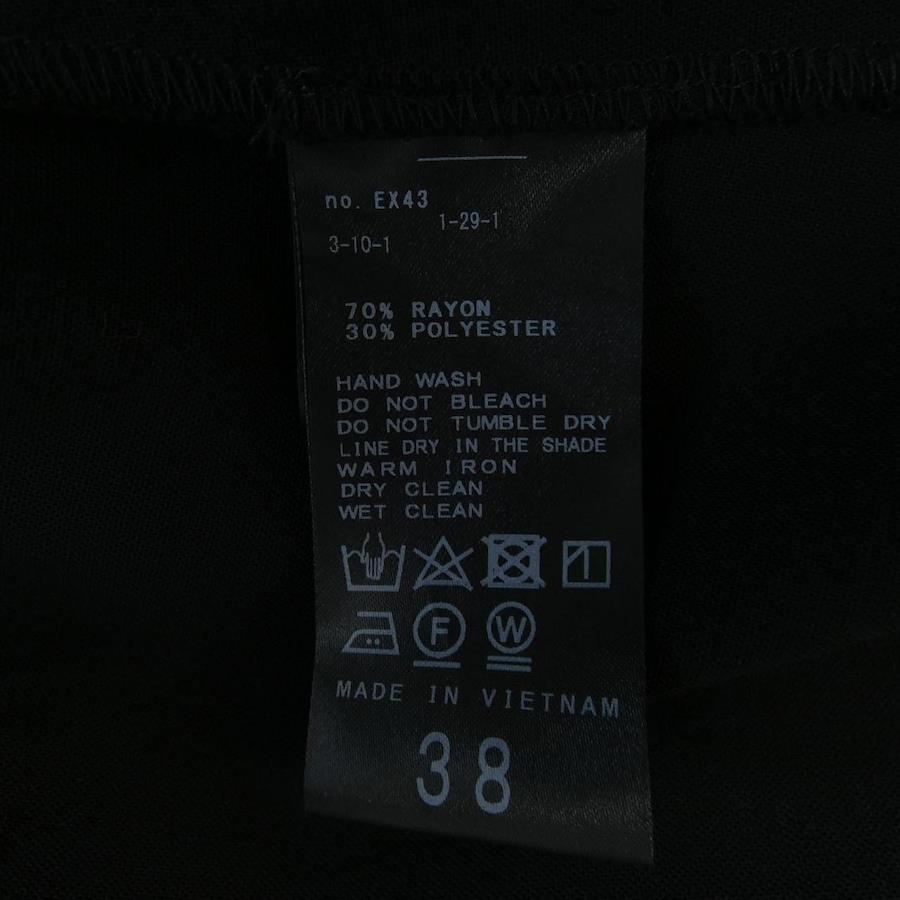 no. EX43
1-29-1
3-10-1
70% RAYON
30% POLYESTER
HAND WASH
DO NOT BLEACH
DO NOT TUMBLE DRY
LINE DRY IN THE SHADE
WARM IRON
DRY CLEAN
WET CLEAN
F W
MADE IN VIETNAM
38